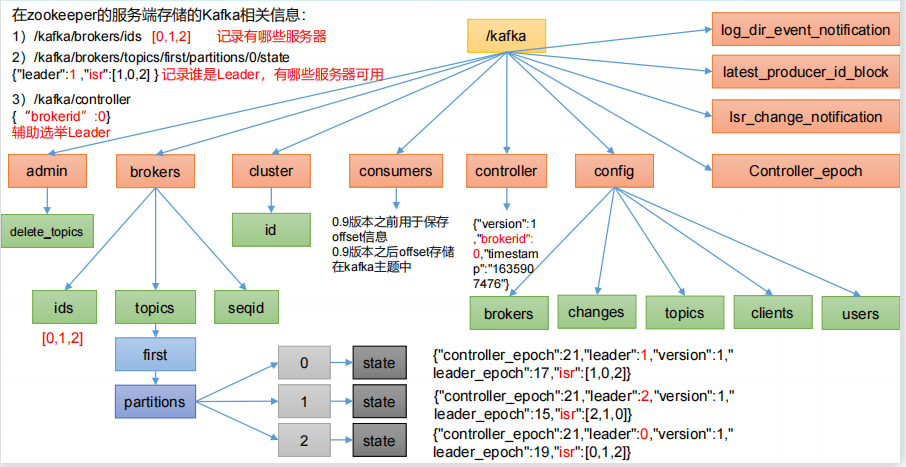 在zookeeper的服务端存储的Kafka相关信息：
1）/kafka/brokers/ids [0,1,2] 记录有哪些服务器
2）/kafka/brokers/topics/first/partitions/0/state
{"leader":1 ,"isr":[1,0,2] } 记录谁是Leader，有哪些服务器可用
3）/kafka/controller
{ “brokerid”:0}
辅助选举Leader
/kafka
log_dir_event_notification
latest_producer_id_block
Isr_change_notification
Controller_epoch
admin
brokers
cluster
consumers
controller
config
delete_topics
id
0.9版本之前用于保存
offset信息
0.9版本之后offset存储
在kafka主题中
{"version":1
,"brokerid":
0,"timestam
p":"163590
7476"}
ids
topics
seqid
brokers
changes
topics
clients
users
[0,1,2]
first
partitions
0
state
{"controller_epoch":21,"leader":1,"version":1,"
leader_epoch":17,"isr":[1,0,2]}
1
state
{"controller_epoch":21,"leader":2,"version":1,"
leader_epoch":15,"isr":[2,1,0]}
2
state
{"controller_epoch":21,"leader":0,"version":1,"
leader_epoch":19,"isr":[0,1,2]}